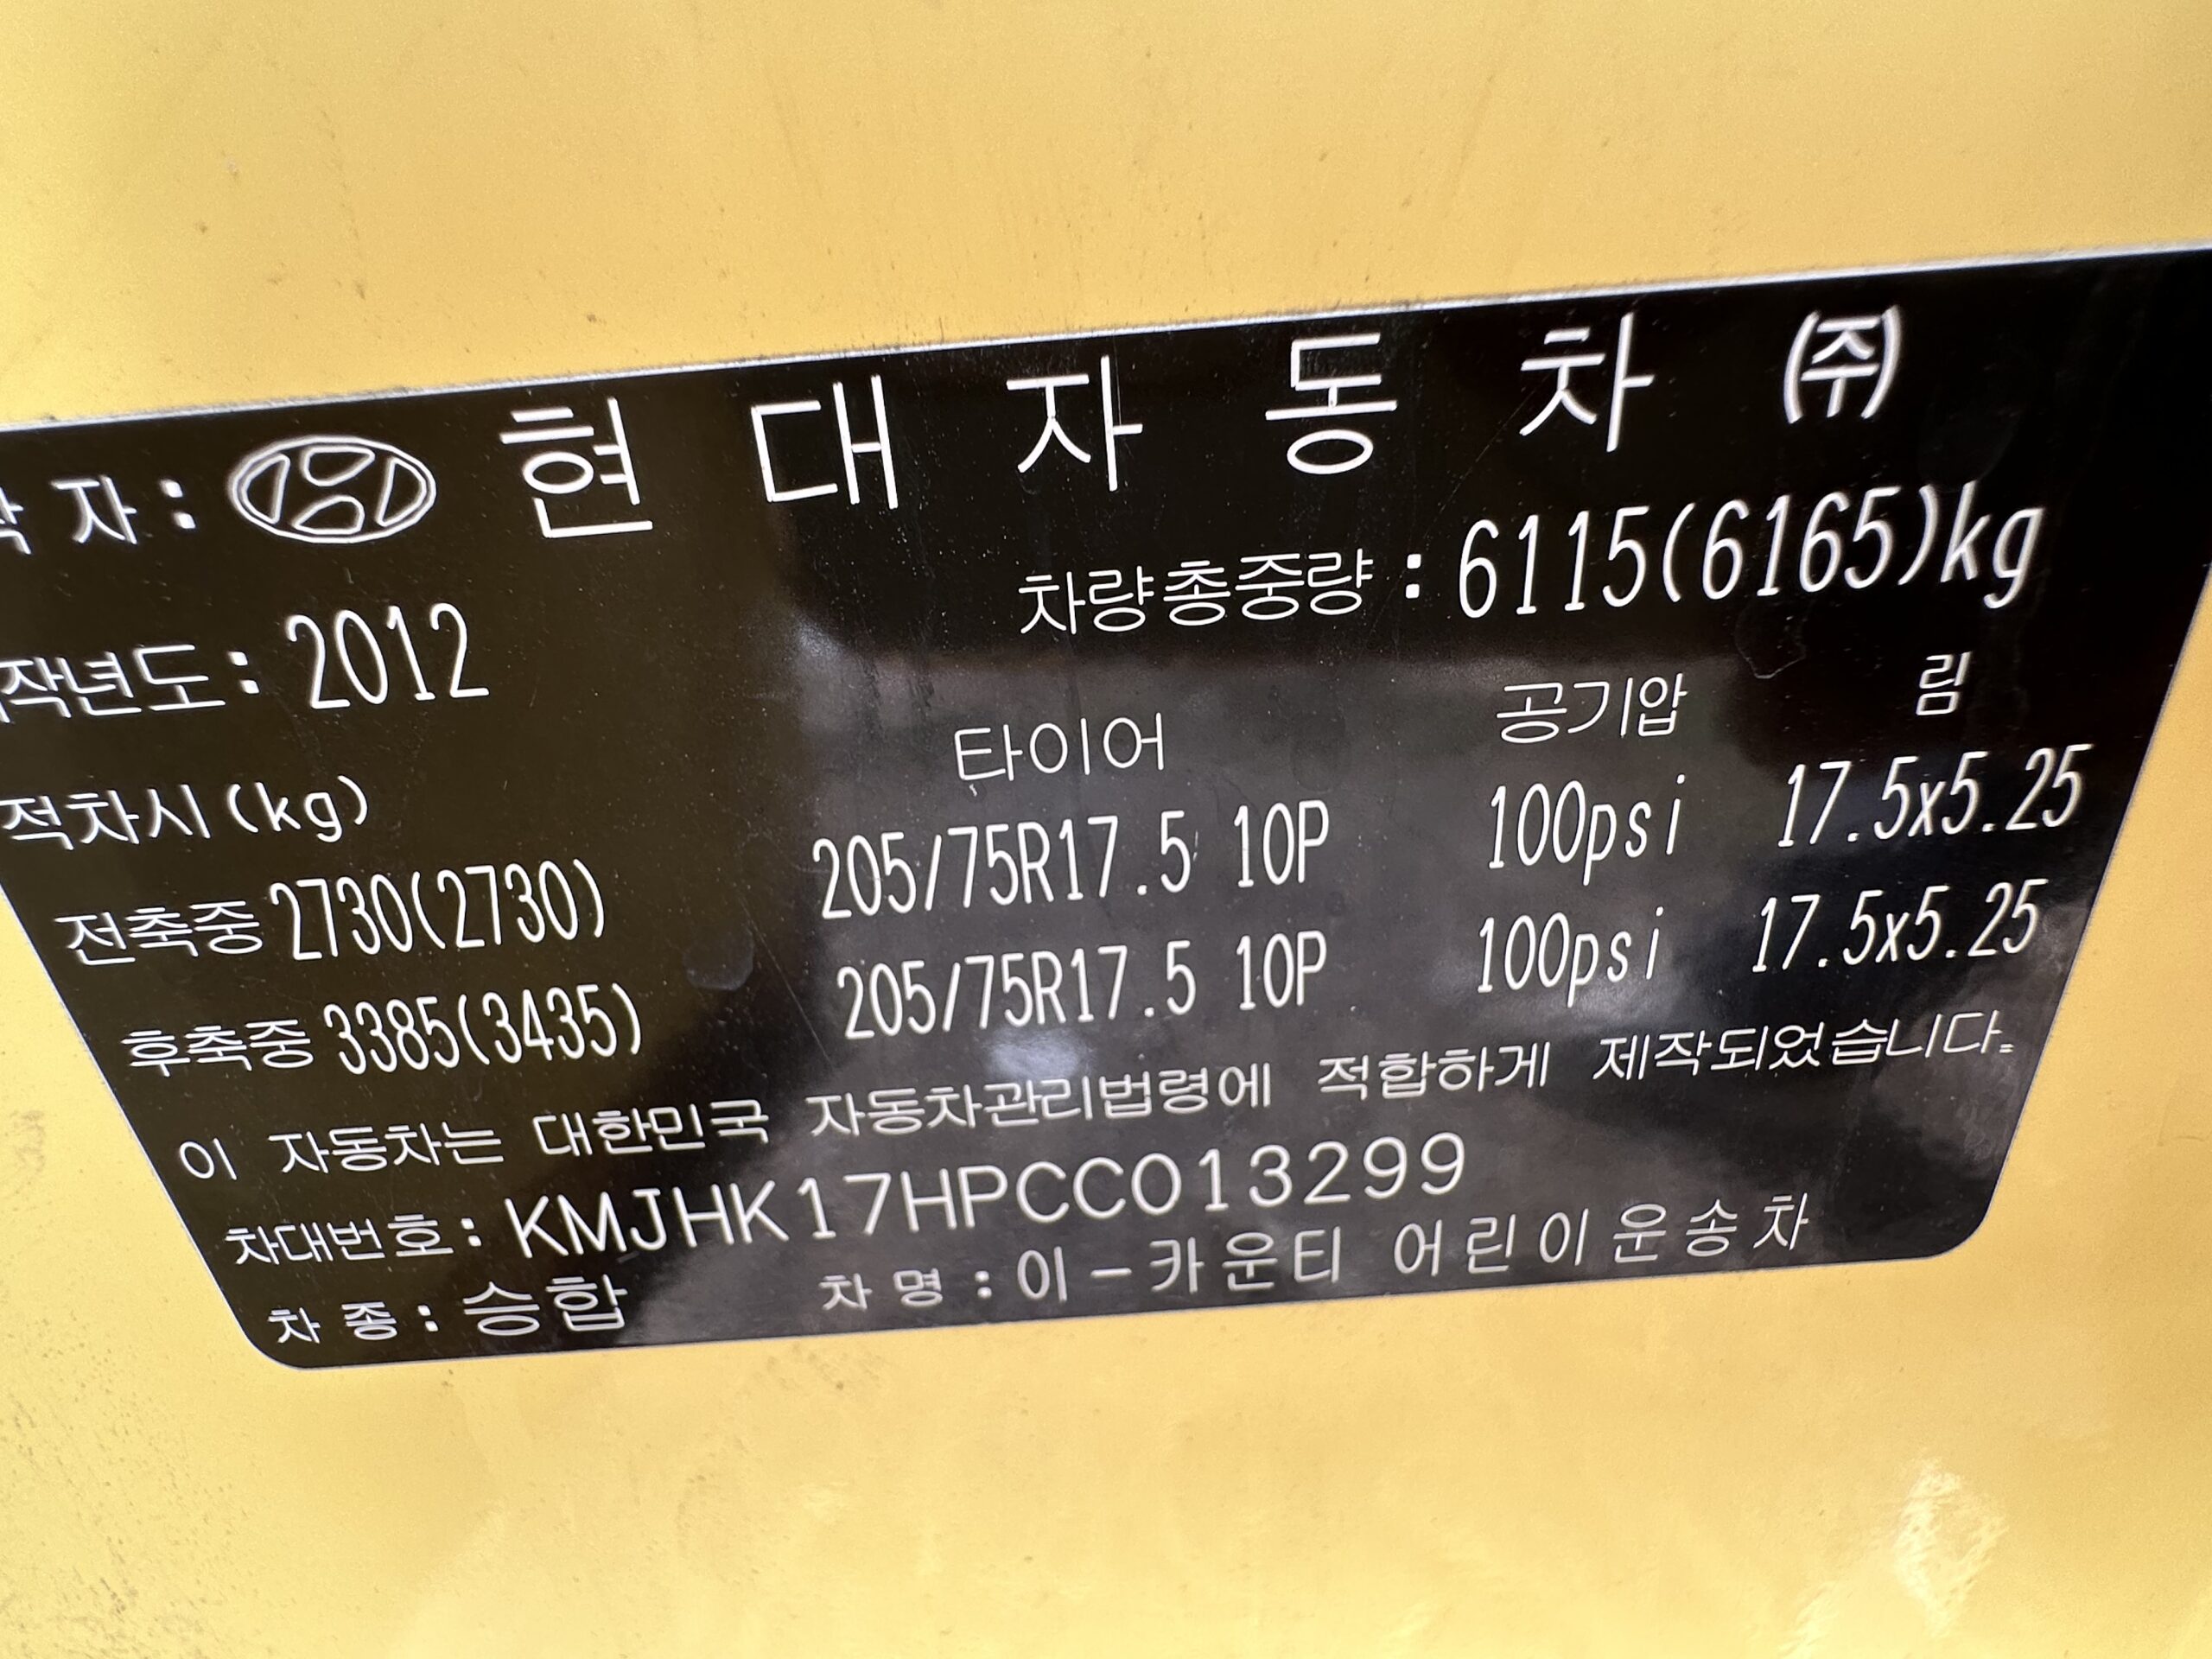 작 자 : 현 대 자 동 차 ㈜
제작년도 : 2012 차량총중량 : 6115(6165)kg
적차시(kg) 타이어 공기압 림
전축중 2730(2730) 205/75R17.5 10P 100psi 17.5x5.25
후축중 3385(3435) 205/75R17.5 10P 100psi 17.5x5.25
이 자동차는 대한민국 자동차관리법령에 적합하게 제작되었습니다.
차대번호 : KMJHK17HPCC013299
차 종 : 승합 차 명 : 이-카운티 어린이운송차